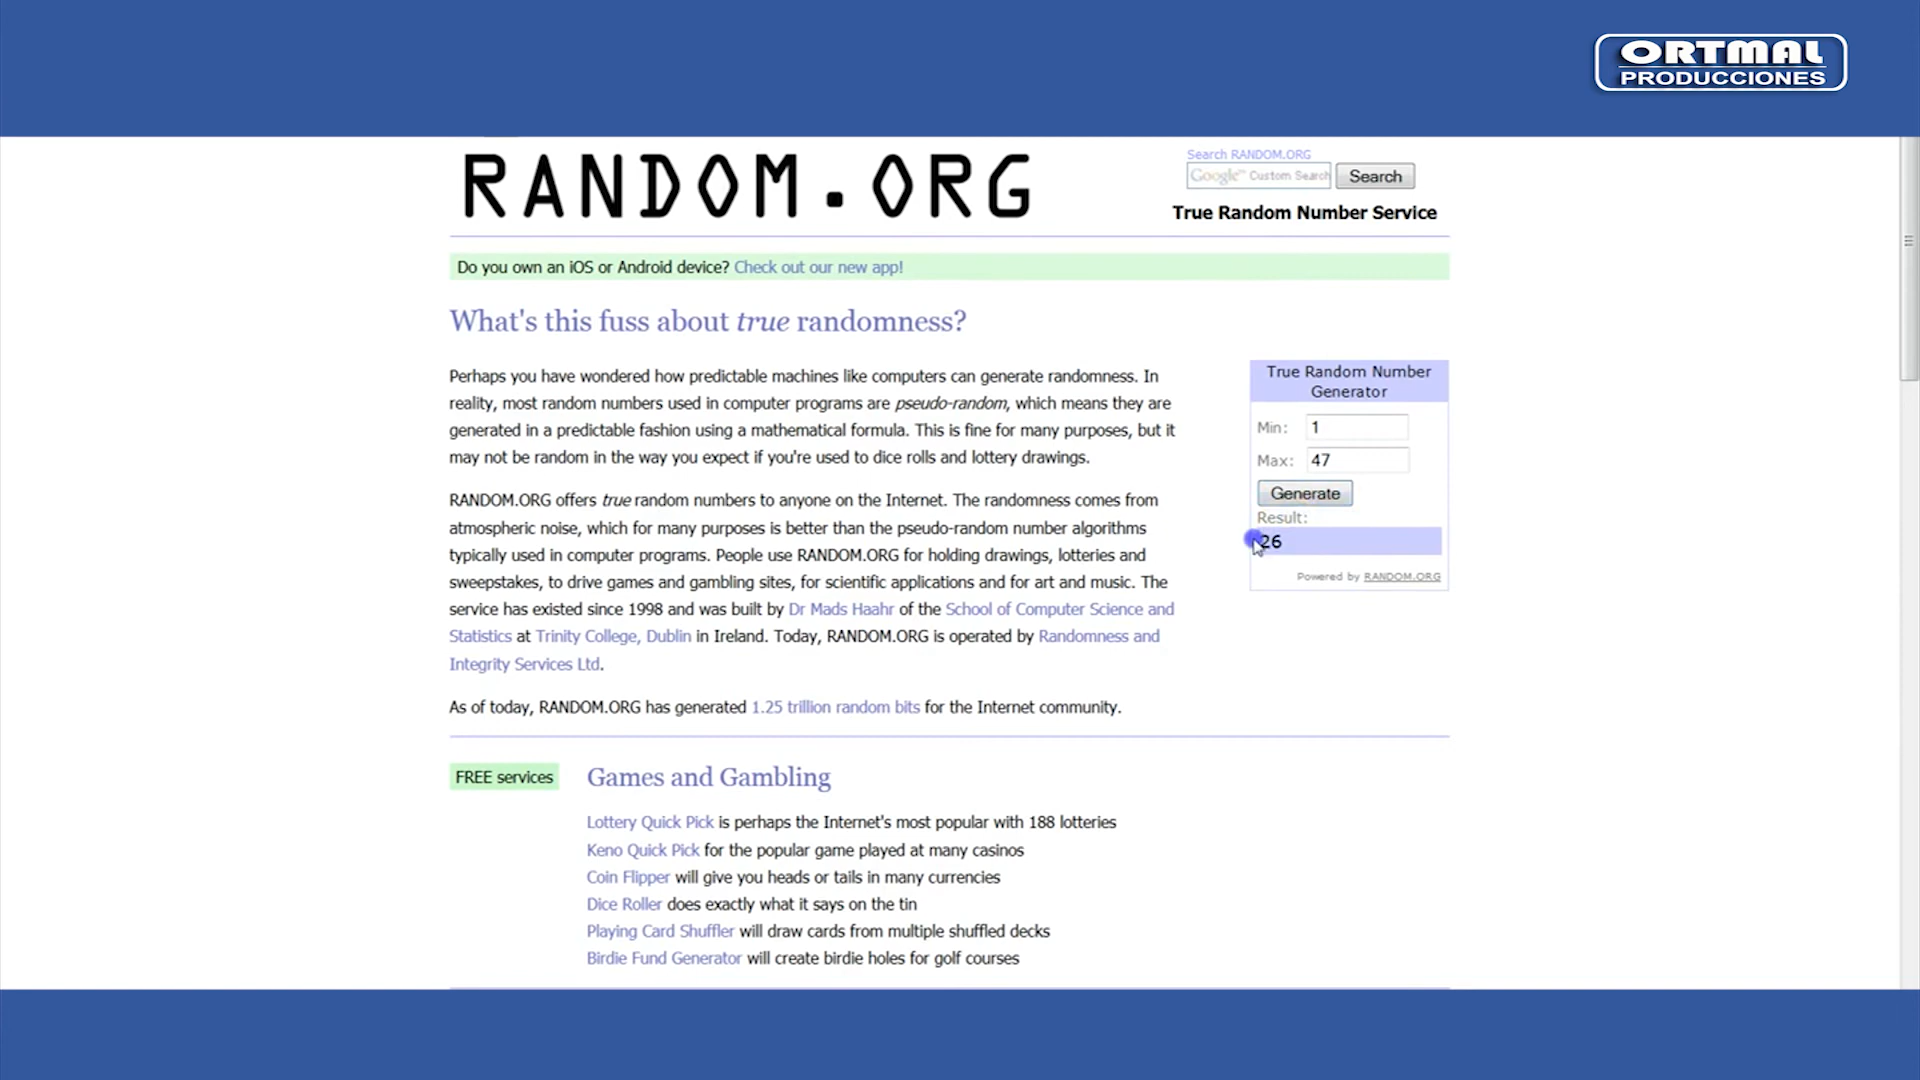 ORTMAL
PRODUCCIONES
RANDOM.ORG
Search RANDOM.ORG
Google™ Custom Search
Search
True Random Number Service
Do you own an iOS or Android device? Check out our new app!
What's this fuss about true randomness?
Perhaps you have wondered how predictable machines like computers can generate randomness. In
reality, most random numbers used in computer programs are pseudo-random, which means they are
generated in a predictable fashion using a mathematical formula. This is fine for many purposes, but it
may not be random in the way you expect if you're used to dice rolls and lottery drawings.
RANDOM.ORG offers true random numbers to anyone on the Internet. The randomness comes from
atmospheric noise, which for many purposes is better than the pseudo-random number algorithms
typically used in computer programs. People use RANDOM.ORG for holding drawings, lotteries and
sweepstakes, to drive games and gambling sites, for scientific applications and for art and music. The
service has existed since 1998 and was built by Dr Mads Haahr of the School of Computer Science and
Statistics at Trinity College, Dublin in Ireland. Today, RANDOM.ORG is operated by Randomness and
Integrity Services Ltd.
As of today, RANDOM.ORG has generated 1.25 trillion random bits for the Internet community.
True Random Number
Generator
Min: 1
Max: 47
Generate
Result:
26
Powered by RANDOM.ORG
FREE services
Games and Gambling
Lottery Quick Pick is perhaps the Internet's most popular with 188 lotteries
Keno Quick Pick for the popular game played at many casinos
Coin Flipper will give you heads or tails in many currencies
Dice Roller does exactly what it says on the tin
Playing Card Shuffler will draw cards from multiple shuffled decks
Birdie Fund Generator will create birdie holes for golf courses